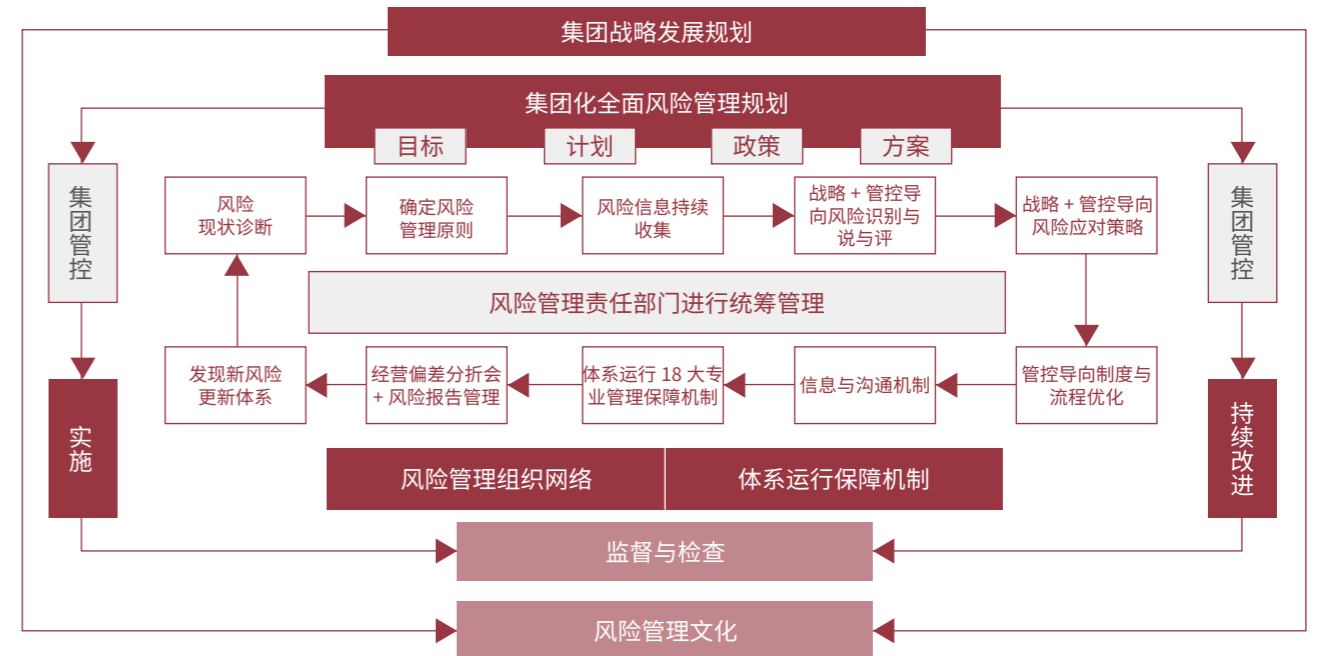 集团战略发展规划
集团化全面风险管理规划
目标
计划
政策
方案
集团管控
风险
现状诊断
确定风险
管理原则
风险信息持续
收集
战略 + 管控导
向风险识别与
说与评
战略 + 管控导向
风险应对策略
集团管控
风险管理责任部门进行统筹管理
发现新风险
更新体系
经营偏差分折会
+ 风险报告管理
体系运行 18 大专
业管理保障机制
信息与沟通机制
管控导向制度与
流程优化
实施
持续改进
风险管理组织网络
体系运行保障机制
监督与检查
风险管理文化